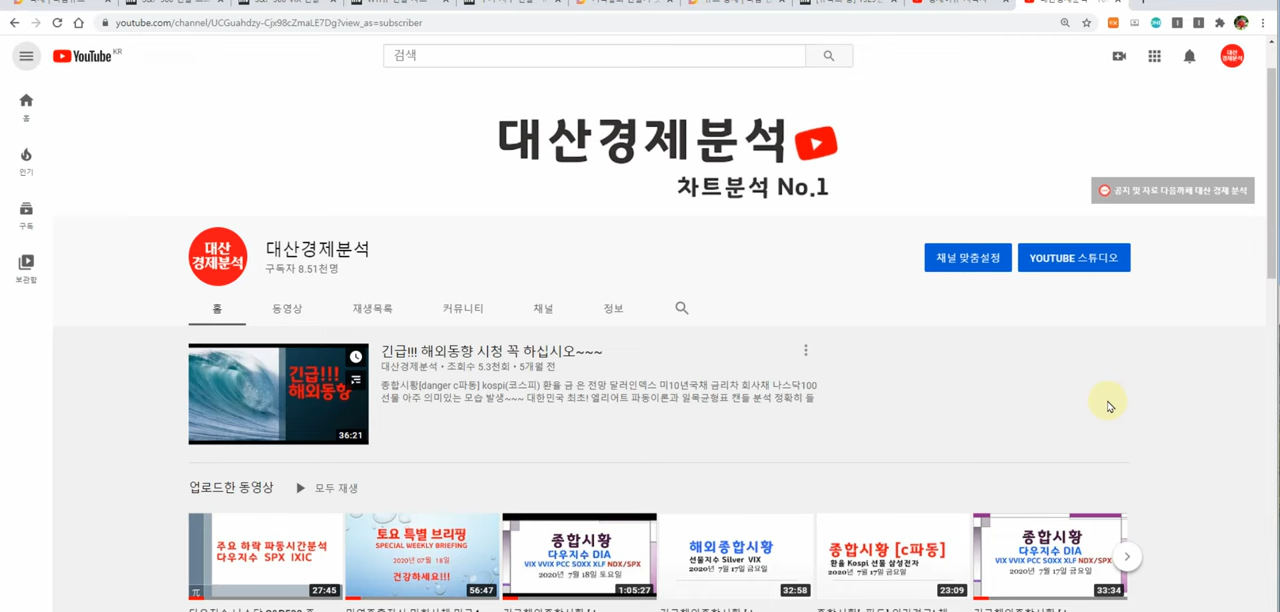 youtube.com/channel/UCGuahdzy-Cjx98cZmaLE7Dg?view_as=subscriber
YouTube KR
검색
대산
경제분석
홈
인기
구독
보관함
대산경제분석
차트분석 No.1
공지 및 자료 다음까페 대산 경제 분석
대산
경제분석
대산경제분석
구독자 8.51천명
채널 맞춤설정
YOUTUBE 스튜디오
홈
동영상
재생목록
커뮤니티
채널
정보
긴급!!!
해외동향
36:21
긴급!!! 해외동향 시청 꼭 하십시오~~~
대산경제분석 • 조회수 5.3천회 • 5개월 전
종합시황[danger c파동] kospi(코스피) 환율 금 은 전망 달러인덱스 미10년국채 금리차 회사채 나스닥100
선물 아주 의미있는 모습 발생~~~ 대한민국 최초! 엘리어트 파동이론과 일목균형표 캔들 분석 정확히 들
업로드한 동영상
모두 재생
주요 하락 파동시간분석
다우지수 SPX IXIC
π
27:45
토요 특별 브리핑
SPECIAL WEEKLY BRIEFING
2020년 07월 18일
건강하세요!!!
56:47
종합시황
다우지수 DIA
VIX VVIX PCC SOXX XLF NDX/SPX
2020년 7월 18일 토요일
1:05:27
해외종합시황
선물지수 Silver VIX
2020년 7월 17일 금요일
32:58
종합시황 [c파동]
환율 Kospi 선물 삼성전자
2020년 7월 17일 금요일
23:09
종합시황
다우지수 DIA
VIX VVIX PCC SOXX XLF NDX/SPX
2020년 7월 17일 금요일
33:34